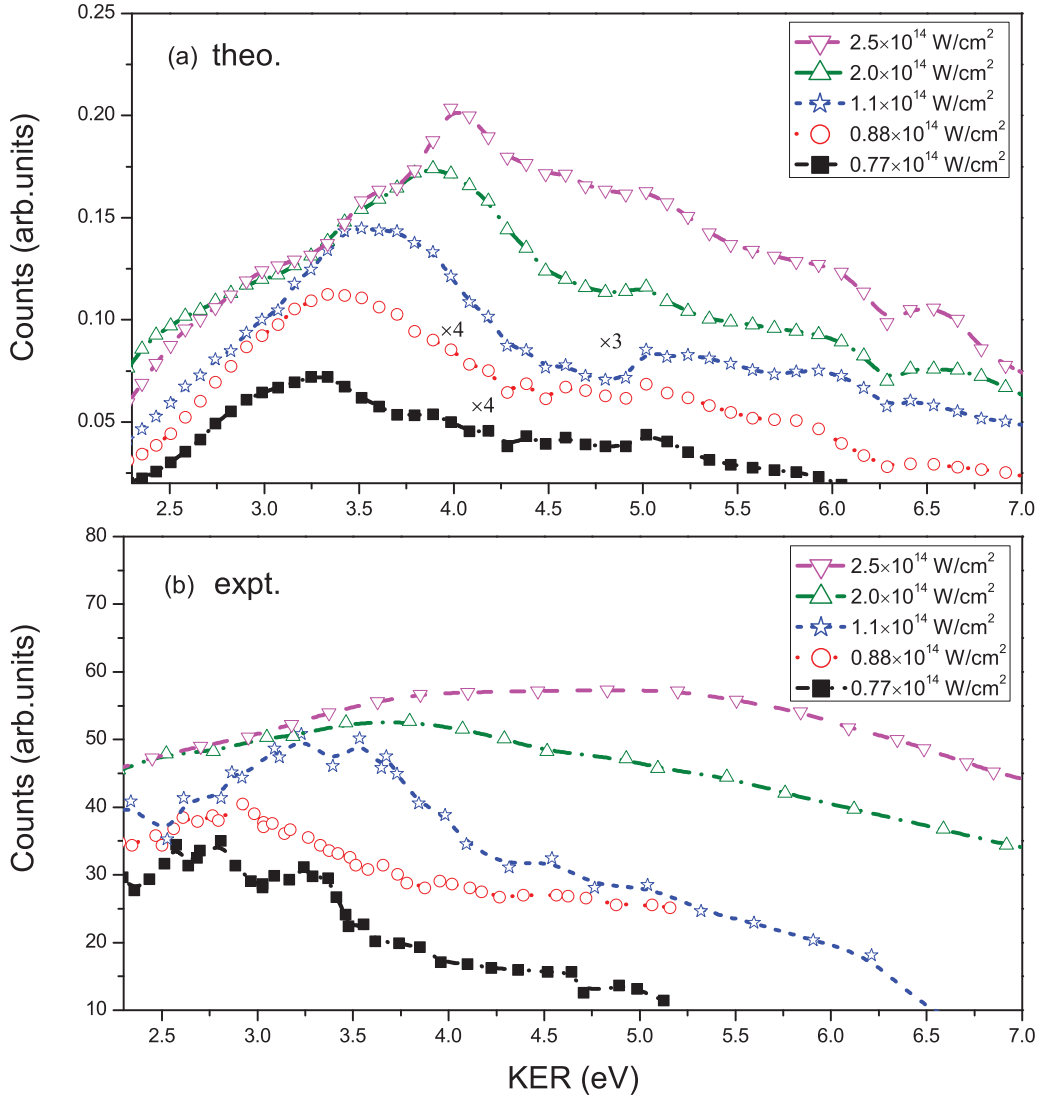 0.25
0.20
0.15
0.10
0.05
Counts (arb.units)
(a) theo.
2.5×10¹⁴ W/cm²
2.0×10¹⁴ W/cm²
1.1×10¹⁴ W/cm²
0.88×10¹⁴ W/cm²
0.77×10¹⁴ W/cm²
×4
×3
×4
2.5 3.0 3.5 4.0 4.5 5.0 5.5 6.0 6.5 7.0
80
70
60
50
40
30
20
10
Counts (arb.units)
(b) expt.
2.5×10¹⁴ W/cm²
2.0×10¹⁴ W/cm²
1.1×10¹⁴ W/cm²
0.88×10¹⁴ W/cm²
0.77×10¹⁴ W/cm²
2.5 3.0 3.5 4.0 4.5 5.0 5.5 6.0 6.5 7.0
KER (eV)